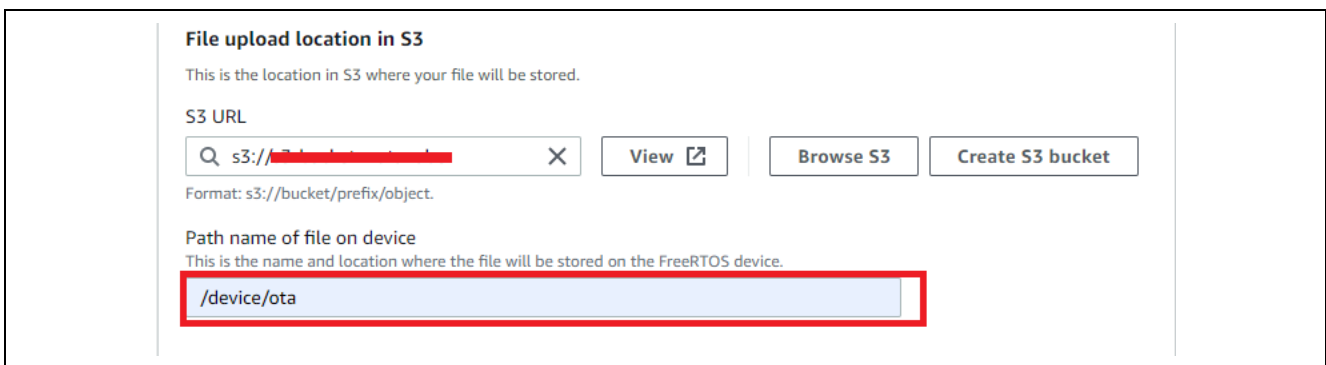 File upload location in S3
This is the location in S3 where your file will be stored.
S3 URL
s3:// View Browse S3 Create S3 bucket
Format: s3://bucket/prefix/object.
Path name of file on device
This is the name and location where the file will be stored on the FreeRTOS device.
/device/ota